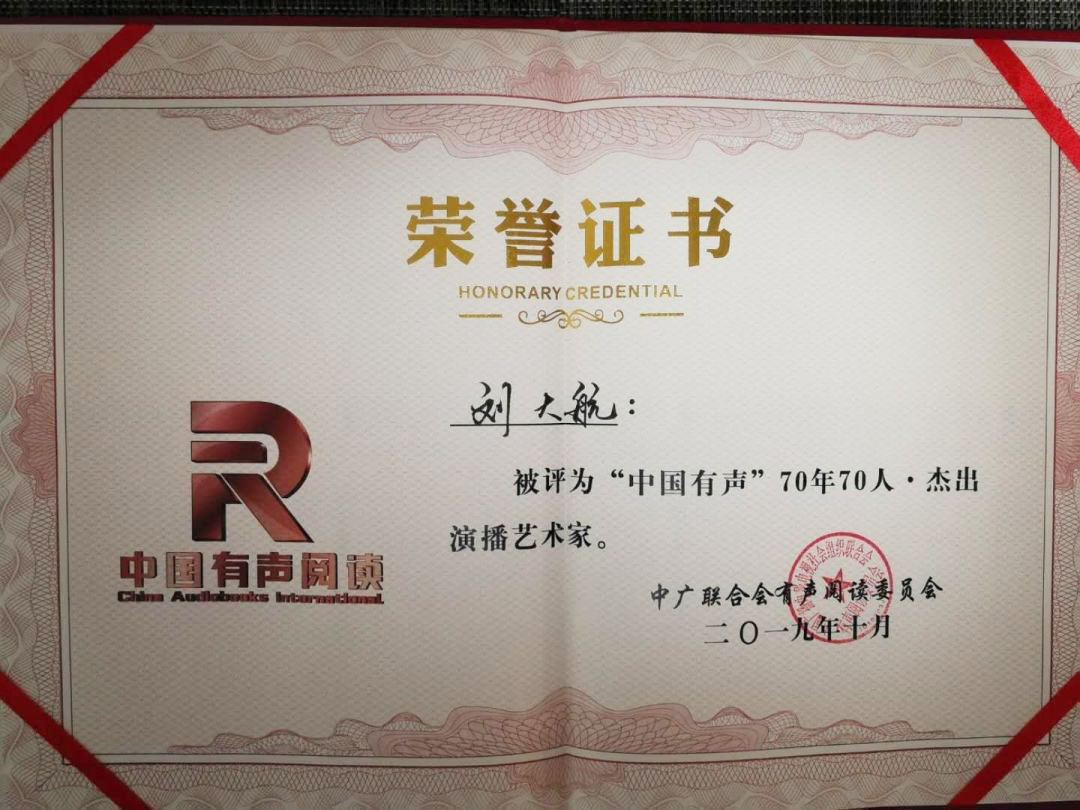 荣誉证书
HONORARY CREDENTIAL
刘大航：
被评为“中国有声”70年70人·杰出
演播艺术家。
中国有声阅读
China Audiobooks International
中广联合会有声阅读委员会
二〇一九年十月